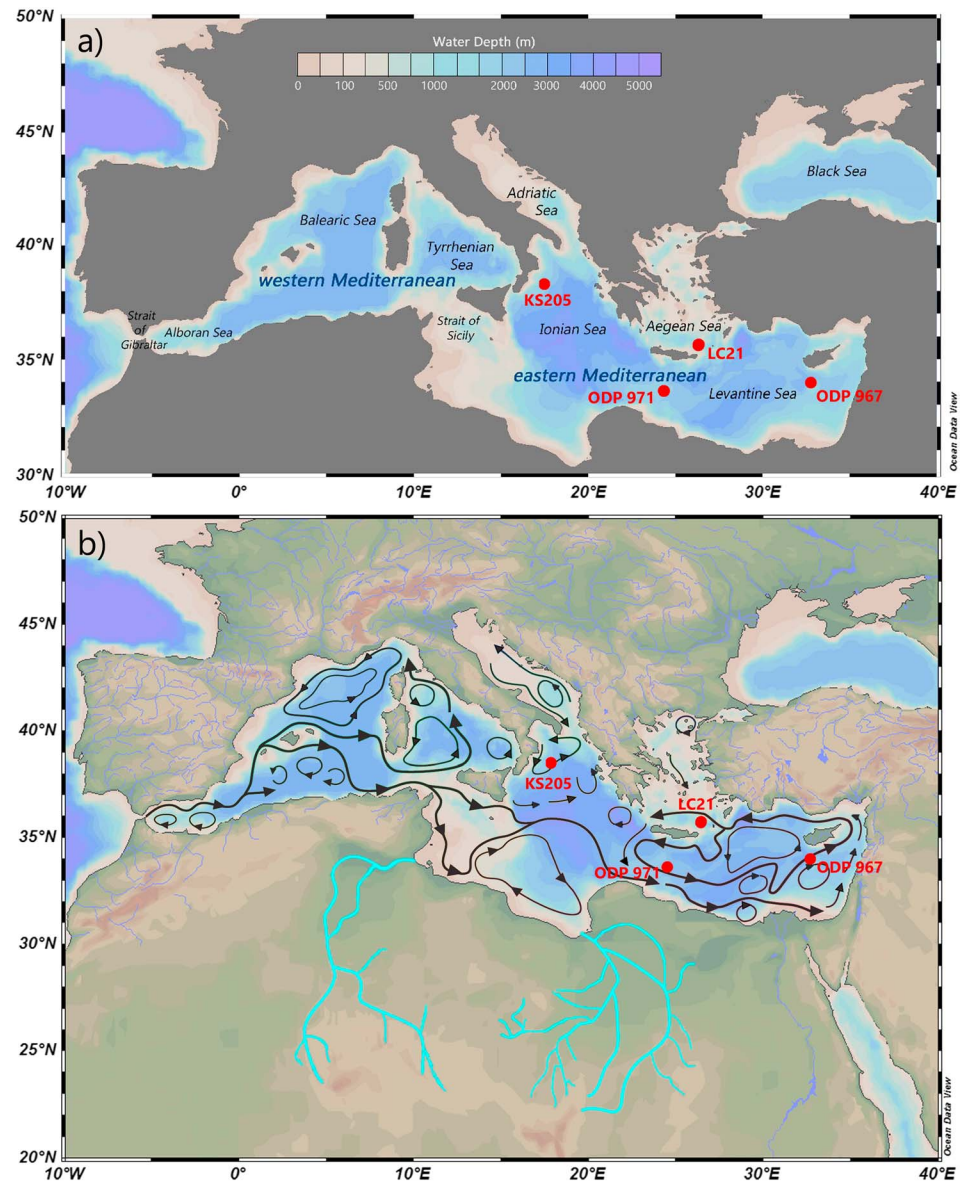 50°N
a)
Water Depth (m)
0 100 500 1000 2000 3000 4000 5000
45°N
Black Sea
Adriatic
Sea
Balearic Sea
40°N
Tyrrhenian
Sea
western Mediterranean
KS205
Strait
of
Gibraltar
Alboran Sea
Strait of
Sicily
Ionian Sea
Aegean Sea
35°N
LC21
eastern Mediterranean
ODP 971
Levantine Sea
ODP 967
Ocean Data View
30°N
10°W 0° 10°E 20°E 30°E 40°E
50°N
b)
45°N
40°N
KS205
LC21
35°N
ODP 971
ODP 967
30°N
25°N
Ocean Data View
20°N
10°W 0° 10°E 20°E 30°E 40°E